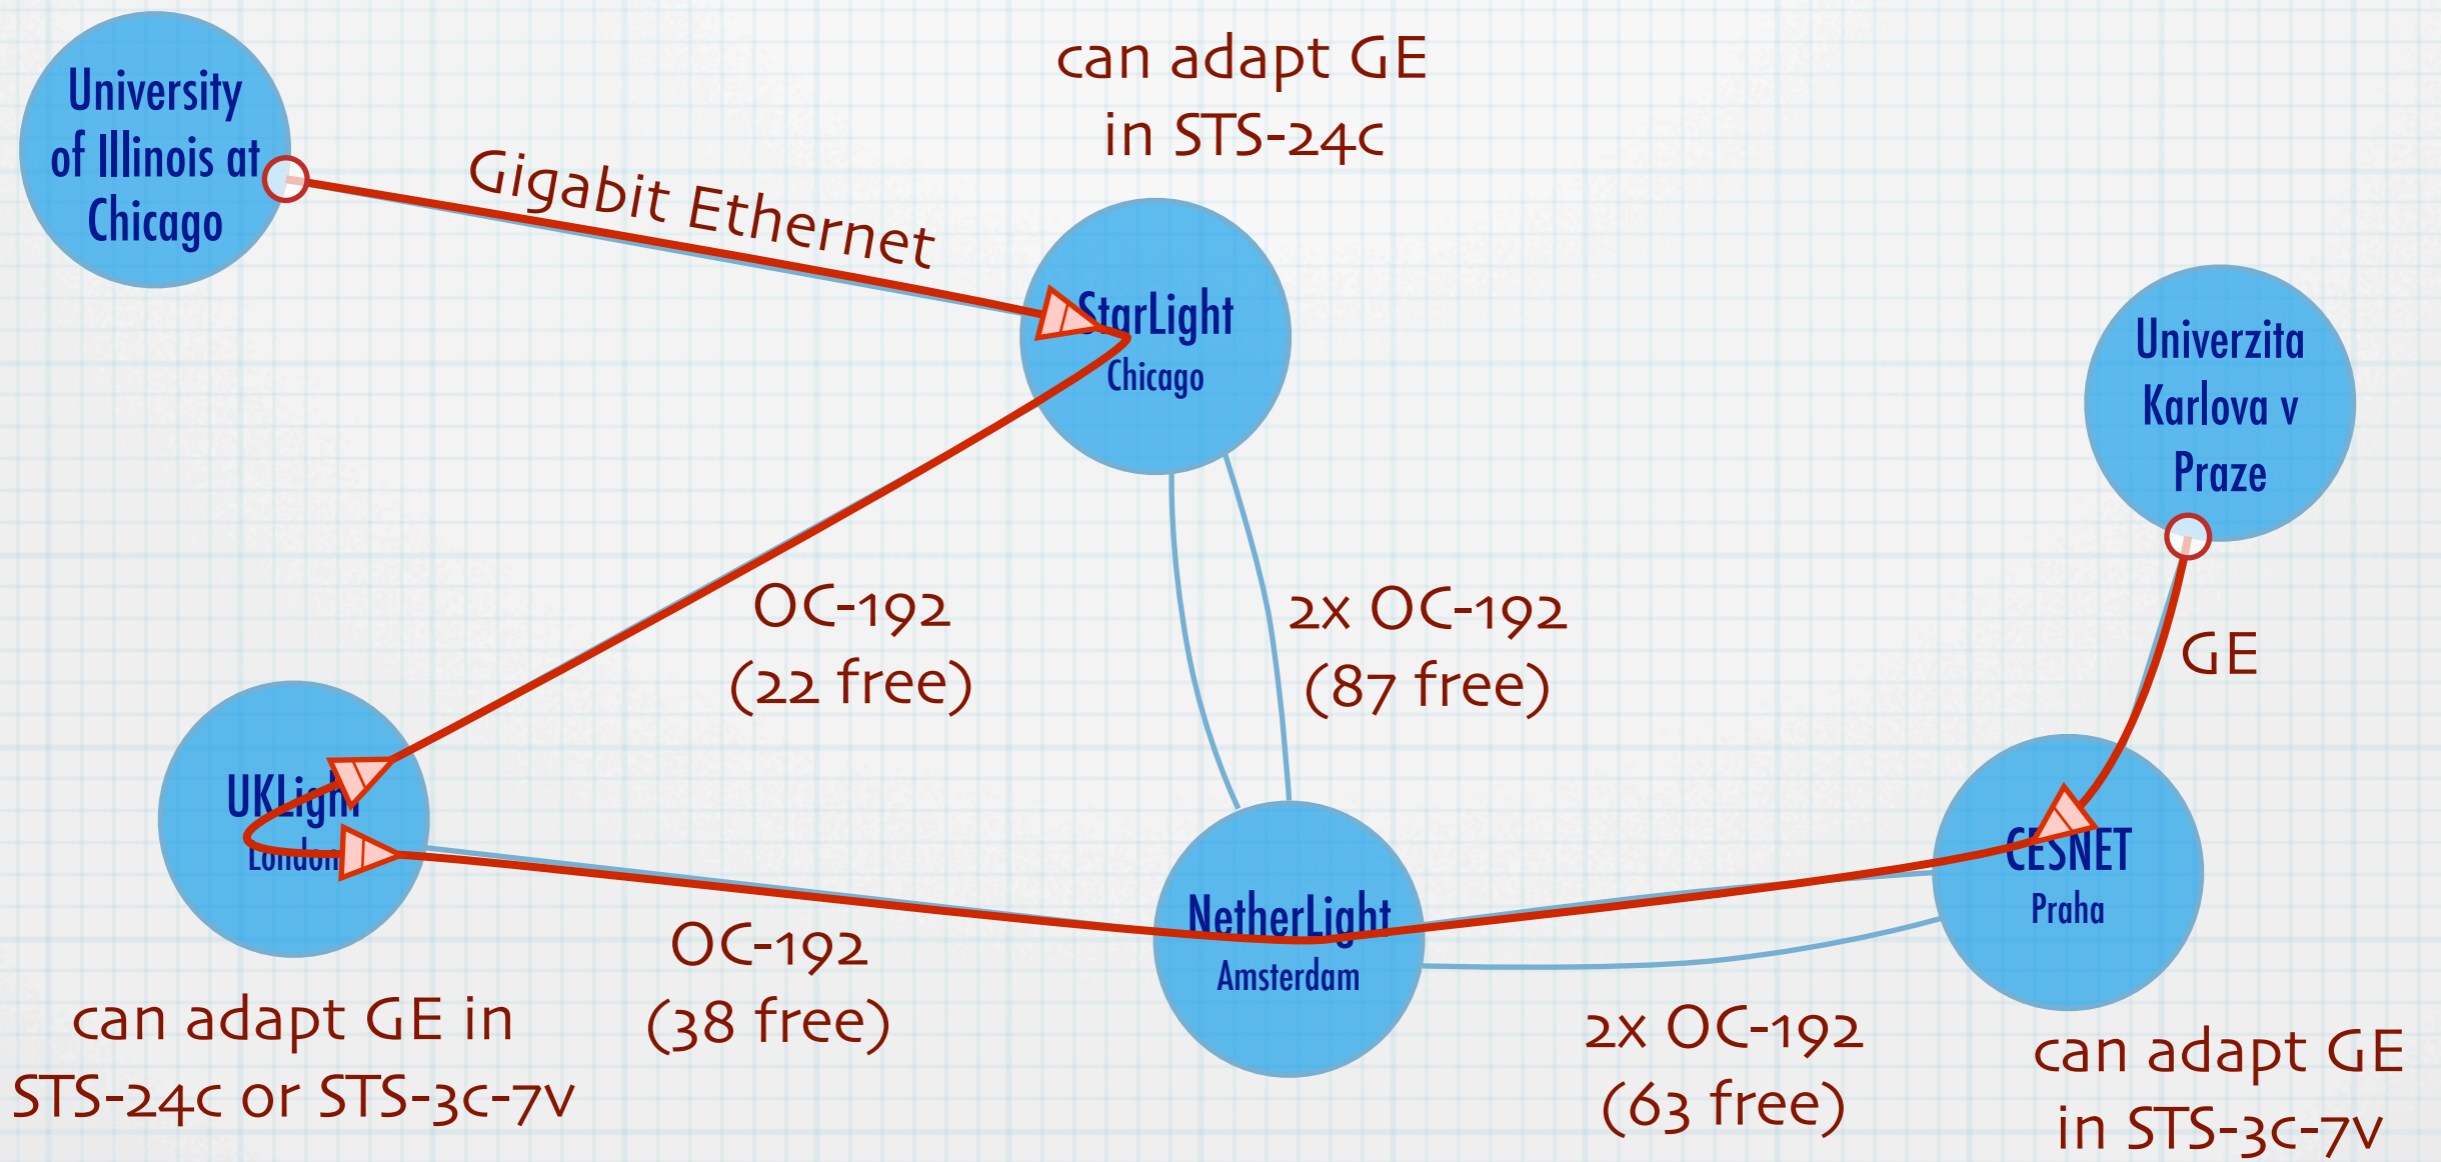 University
of Illinois at
Chicago
can adapt GE
in STS-24c
Gigabit Ethernet
StarLight
Chicago
Univerzita
Karlova v
Praze
OC-192
(22 free)
2x OC-192
(87 free)
GE
UKLight
London
NetherLight
Amsterdam
CESNET
Praha
OC-192
(38 free)
can adapt GE in
STS-24c or STS-3c-7v
2x OC-192
(63 free)
can adapt GE
in STS-3c-7v